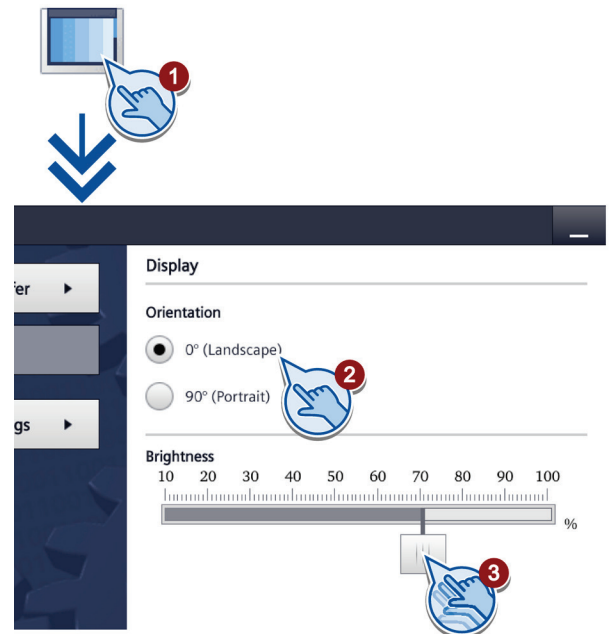 1
Display
er
Orientation
0° (Landscape)
2
90° (Portrait)
gs
Brightness
10 20 30 40 50 60 70 80 90 100
%
3